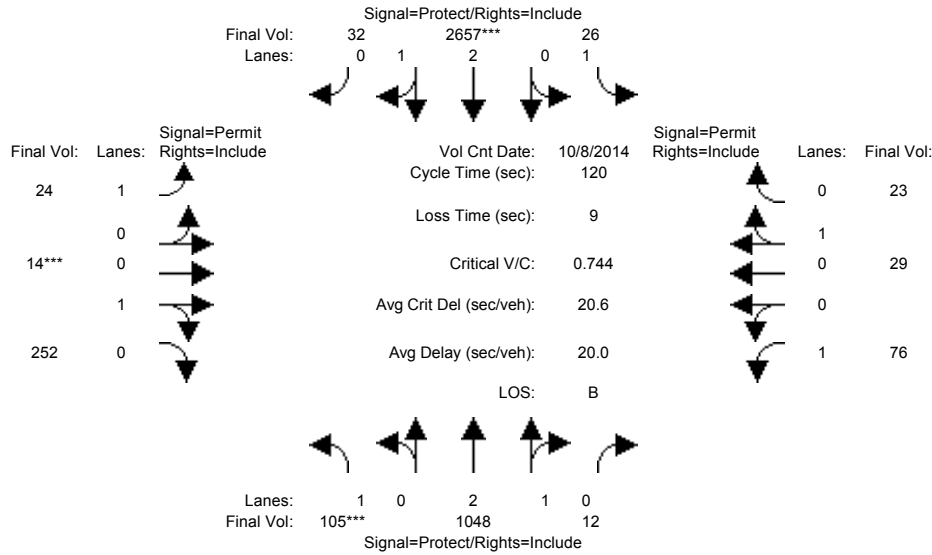 Signal=Protect/Rights=Include
Final Vol: 32 2657*** 26
Lanes: 0 1 2 0 1
Signal=Permit
Final Vol: Lanes: Rights=Include
Vol Cnt Date: 10/8/2014
Signal=Permit
Rights=Include Lanes: Final Vol:
Cycle Time (sec): 120
24 1
0 23
Loss Time (sec): 9
0
1
14*** 0
Critical V/C: 0.744
0 29
1
Avg Crit Del (sec/veh): 20.6
0
252 0
Avg Delay (sec/veh): 20.0
1 76
LOS: B
Lanes: 1 0 2 1 0
Final Vol: 105*** 1048 12
Signal=Protect/Rights=Include